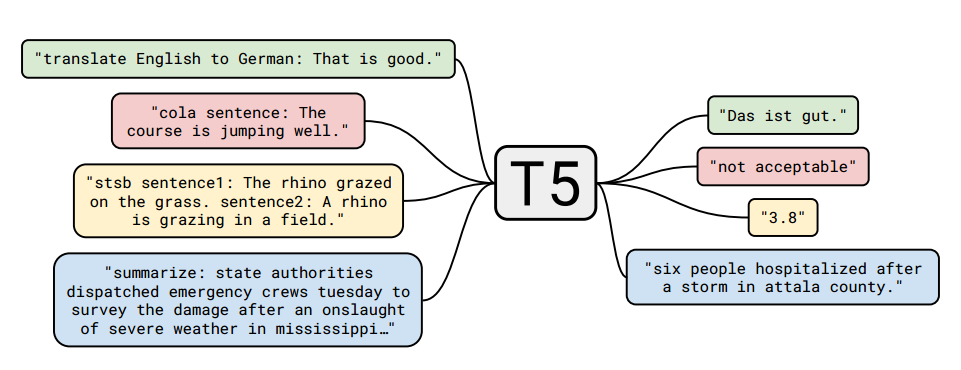 "translate English to German: That is good."
"cola sentence: The
course is jumping well."
"stsb sentence1: The rhino grazed
on the grass. sentence2: A rhino
is grazing in a field."
"summarize: state authorities
dispatched emergency crews tuesday to
survey the damage after an onslaught
of severe weather in mississippi…"
T5
"Das ist gut."
"not acceptable"
"3.8"
"six people hospitalized after
a storm in attala county."